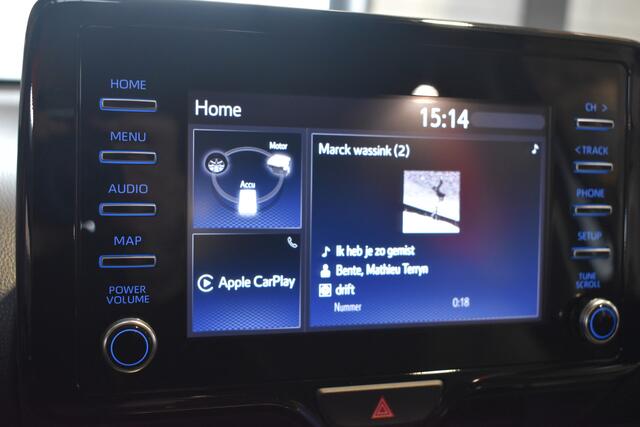 HOME
MENU
AUDIO
MAP
POWER
VOLUME
Home
15:14
Motor
Accu
Apple CarPlay
Marck wassink (2)
Ik heb je zo gemist
Bente, Mathieu Terryn
drift
Nummer
0:18
CH >
< TRACK
PHONE
SETUP
TUNE
SCROLL